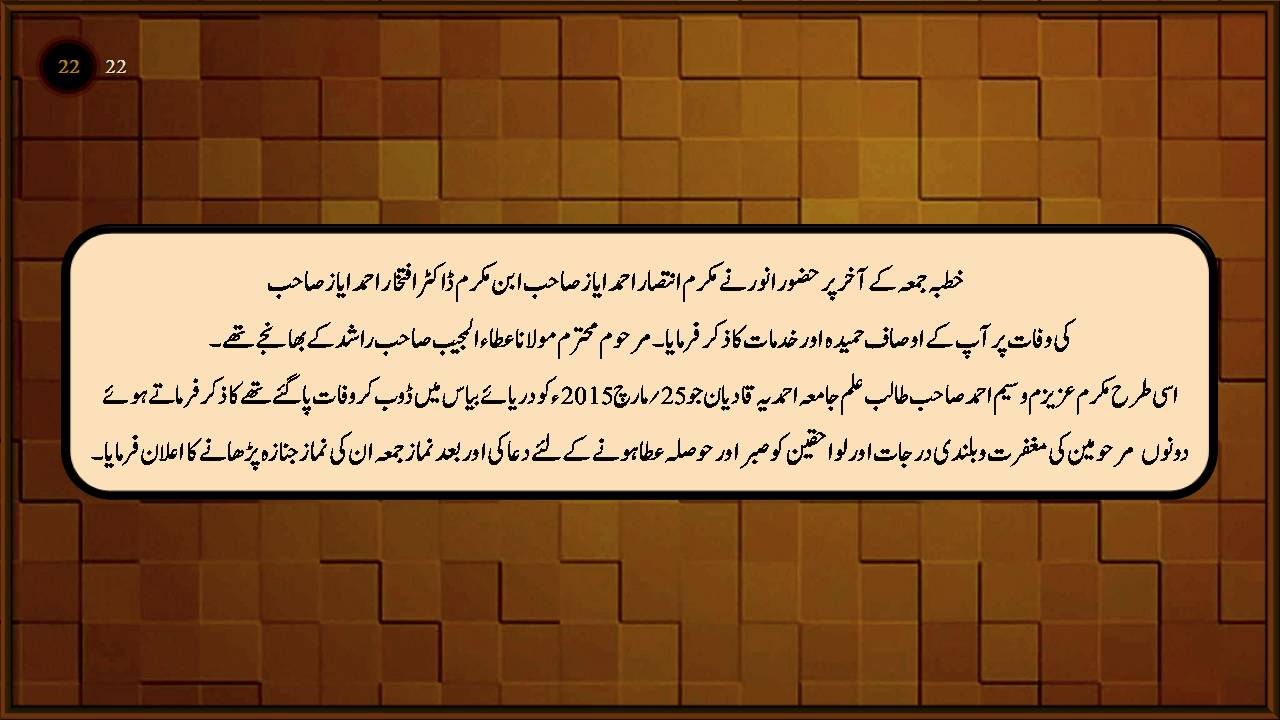 22 22
خطبہ جمعہ کے آخر پر حضور انور نے مکرم انتصار احمد ایاز صاحب ابن مکرم ڈاکٹر افتخار احمد ایاز صاحب
کی وفات پر آپ کے اوصاف حمیدہ اور خدمات کا ذکر فرمایا۔ مرحوم محترم مولانا عطاء المجیب صاحب راشد کے بھانجے تھے۔
اسی طرح مکرم عزیزم وسیم احمد صاحب طالب علم جامعہ احمدیہ قادیان جو 25؍مارچ 2015ء کو دریائے بیاس میں ڈوب کر وفات پاگئے تھے کا ذکر فرماتے ہوئے
دونوں مرحومین کی مغفرت و بلندی درجات اور لواحقین کو صبر اور حوصلہ عطا ہونے کے لئے دعا کی اور بعد نماز جمعہ ان کی نماز جنازہ پڑھانے کا اعلان فرمایا۔